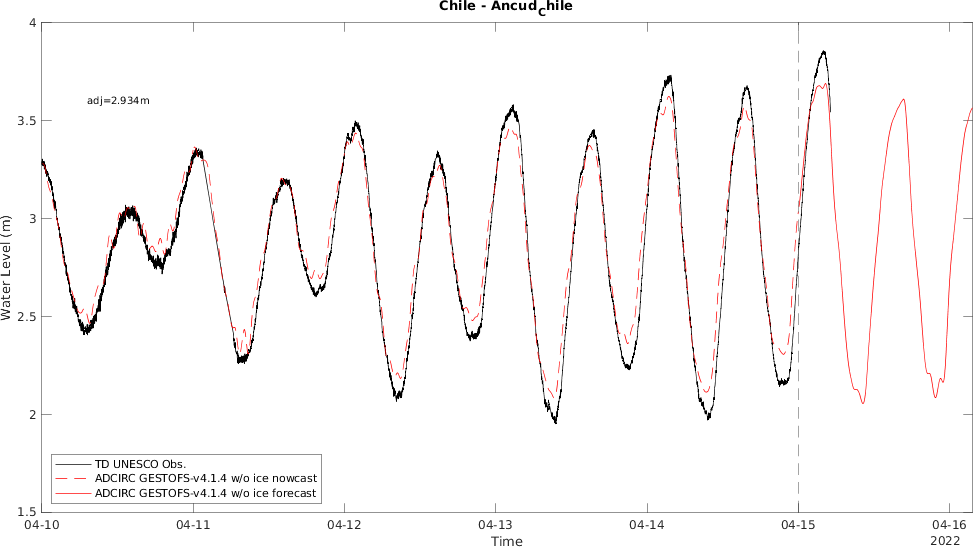 Chile - Ancud_Chile
4
adj=2.934m
3.5
3
Water Level (m)
2.5
2
TD UNESCO Obs.
ADCIRC GESTOFS-v4.1.4 w/o ice nowcast
ADCIRC GESTOFS-v4.1.4 w/o ice forecast
1.5
04-10 04-11 04-12 04-13 04-14 04-15 04-16
Time 2022